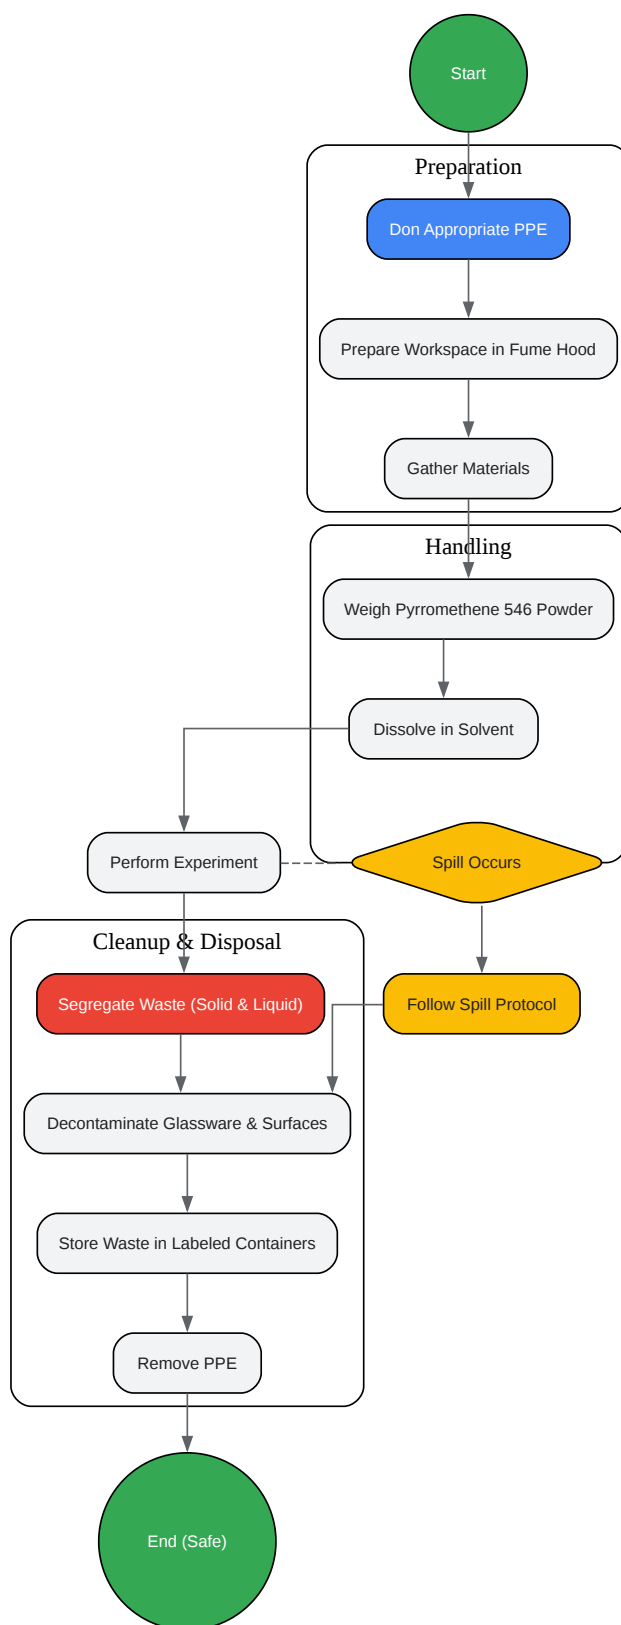 Start
Preparation
Don Appropriate PPE
Prepare Workspace in Fume Hood
Gather Materials
Handling
Weigh Pyrromethene 546 Powder
Dissolve in Solvent
Perform Experiment
Spill Occurs
Cleanup & Disposal
Segregate Waste (Solid & Liquid)
Follow Spill Protocol
Decontaminate Glassware & Surfaces
Store Waste in Labeled Containers
Remove PPE
End (Safe)